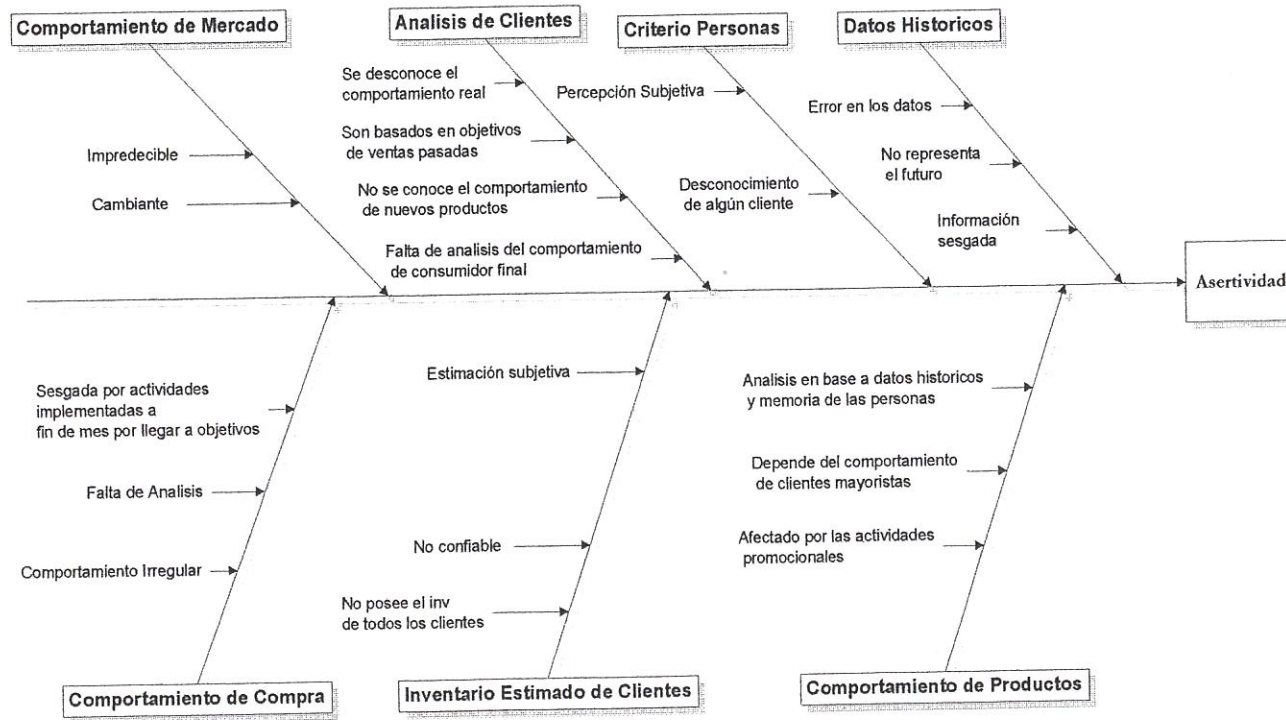 Comportamiento de Mercado
Analisis de Clientes
Criterio Personas
Datos Historicos
Impredecible
Cambiante
Se desconoce el
comportamiento real
Son basados en objetivos
de ventas pasadas
No se conoce el comportamiento
de nuevos productos
Falta de analisis del comportamiento
de consumidor final
Percepción Subjetiva
Desconocimiento
de algún cliente
Error en los datos
No representa
el futuro
Información
sesgada
Asertividad
Sesgada por actividades
implementadas a
fin de mes por llegar a objetivos
Falta de Analisis
Comportamiento Irregular
Estimación subjetiva
No confiable
No posee el inv
de todos los clientes
Analisis en base a datos historicos
y memoria de las personas
Depende del comportamiento
de clientes mayoristas
Afectado por las actividades
promocionales
Comportamiento de Compra
Inventario Estimado de Clientes
Comportamiento de Productos